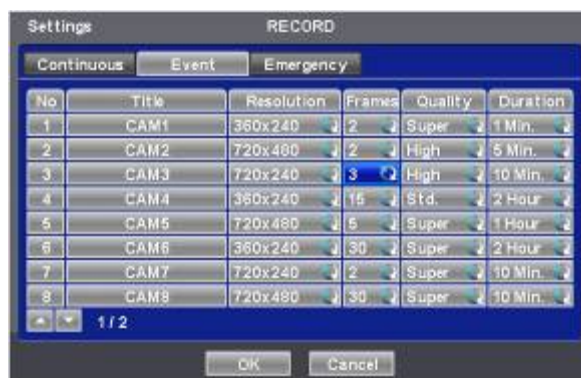 Settings RECORD
Continuous Event Emergency
No Title Resolution Frames Quality Duration
1 CAM1 360x240 2 Super 1 Min.
2 CAM2 720x480 2 High 5 Min.
3 CAM3 720x240 3 High 10 Min.
4 CAM4 360x240 15 Std. 2 Hour
5 CAM5 720x480 5 Super 1 Hour
6 CAM6 360x240 30 Super 2 Hour
7 CAM7 720x240 2 Super 10 Min.
8 CAM8 720x480 30 Super 10 Min.
1 / 2
OK Cancel